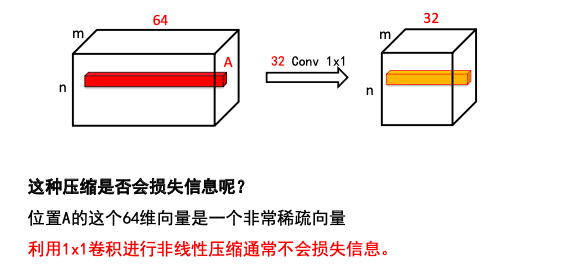 64
32
m
m
A
32 Conv 1x1
n
n
这种压缩是否会损失信息呢？
位置A的这个64维向量是一个非常稀疏向量
利用1x1卷积进行非线性压缩通常不会损失信息。